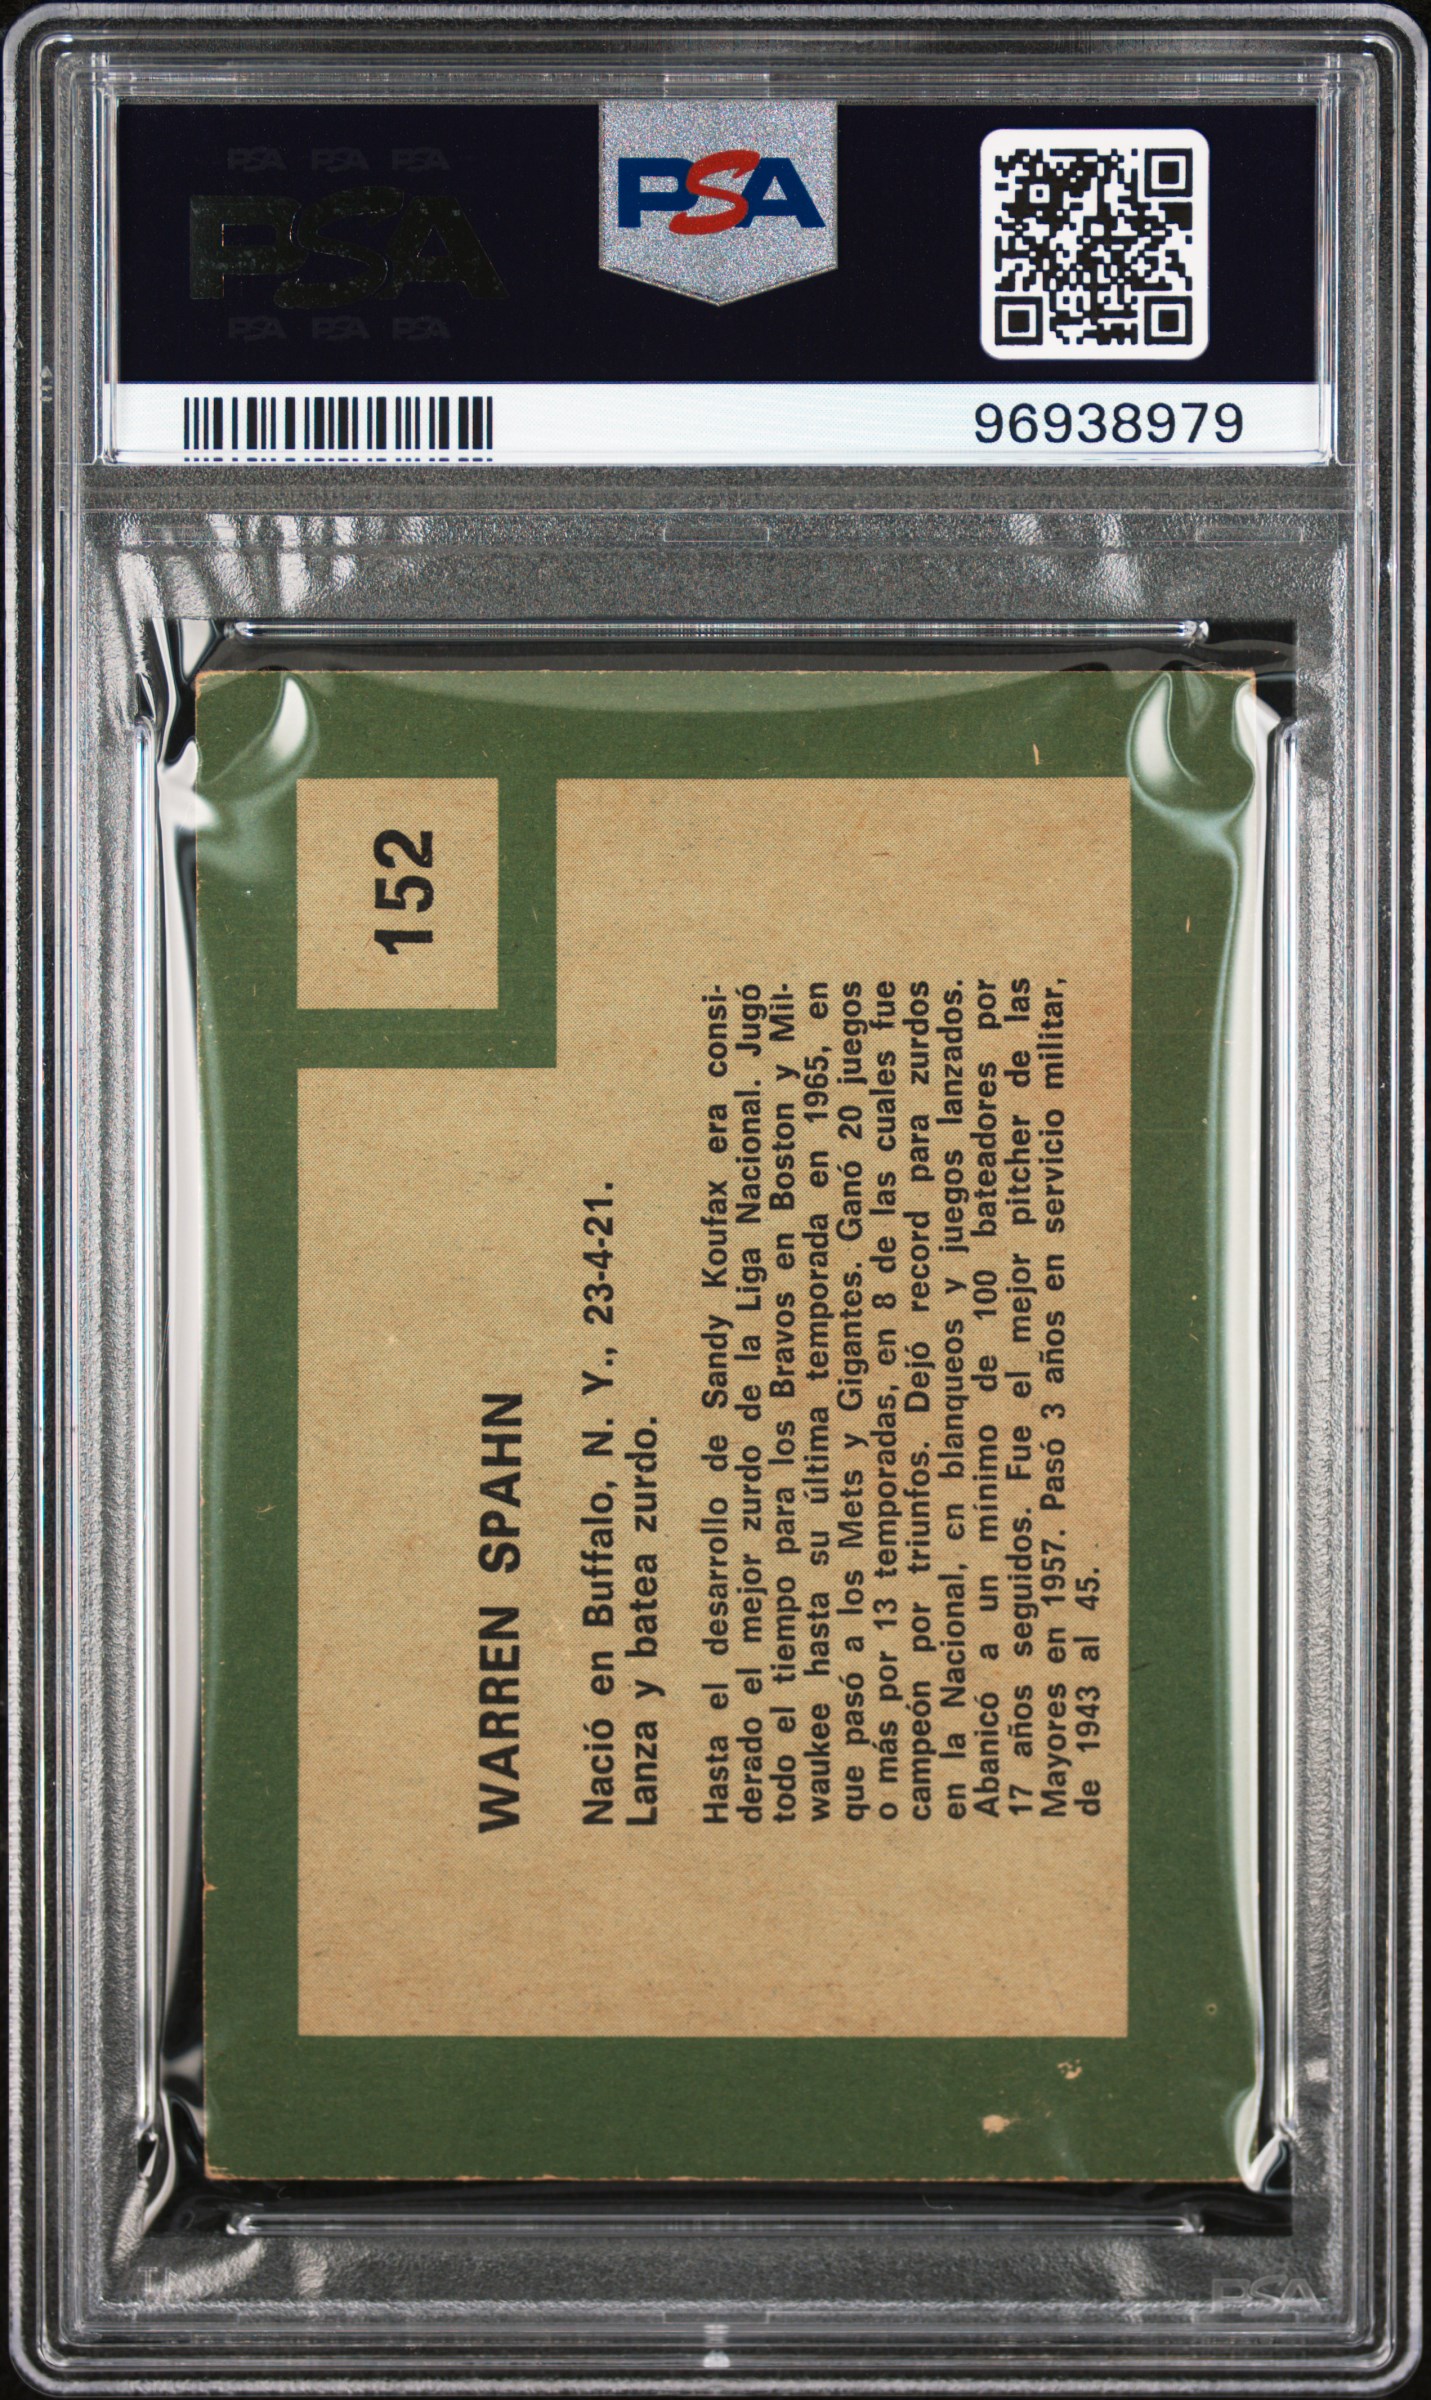 PSA PSA PSA
PSA
PSA PSA PSA
PSA
96938979
152
WARREN SPAHN
Nació en Buffalo, N. Y., 23-4-21.
Lanza y batea zurdo.
Hasta el desarrollo de Sandy Koufax era consi-
derado el mejor zurdo de la Liga Nacional. Jugó
todo el tiempo para los Bravos en Boston y Mil-
waukee hasta su última temporada en 1965, en
que pasó a los Mets y Gigantes. Ganó 20 juegos
o más por 13 temporadas, en 8 de las cuales fue
campeón por triunfos. Dejó record para zurdos
en la Nacional, en blanqueos y juegos lanzados.
Abanicó a un mínimo de 100 bateadores por
17 años seguidos. Fue el mejor pitcher de las
Mayores en 1957. Pasó 3 años en servicio militar,
de 1943 al 45.
PSA